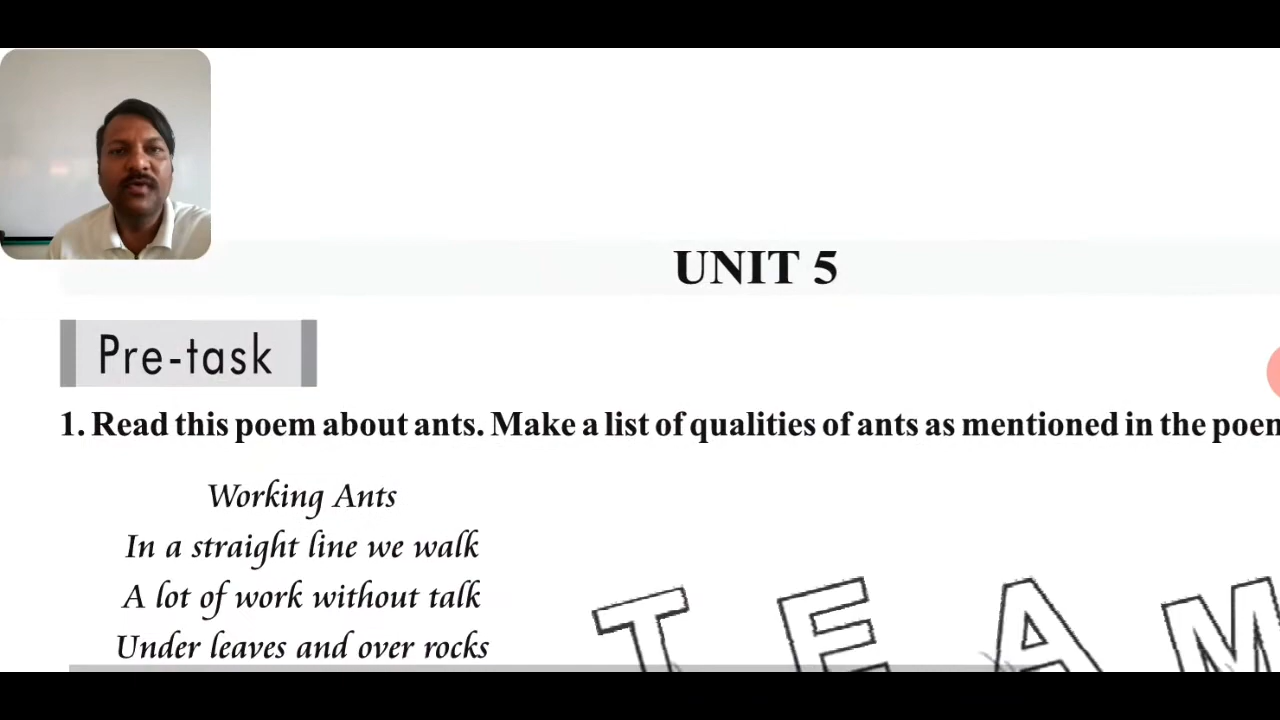 UNIT 5
Pre-task
1. Read this poem about ants. Make a list of qualities of ants as mentioned in the poem
Working Ants
In a straight line we walk
A lot of work without talk
Under leaves and over rocks
TEAM